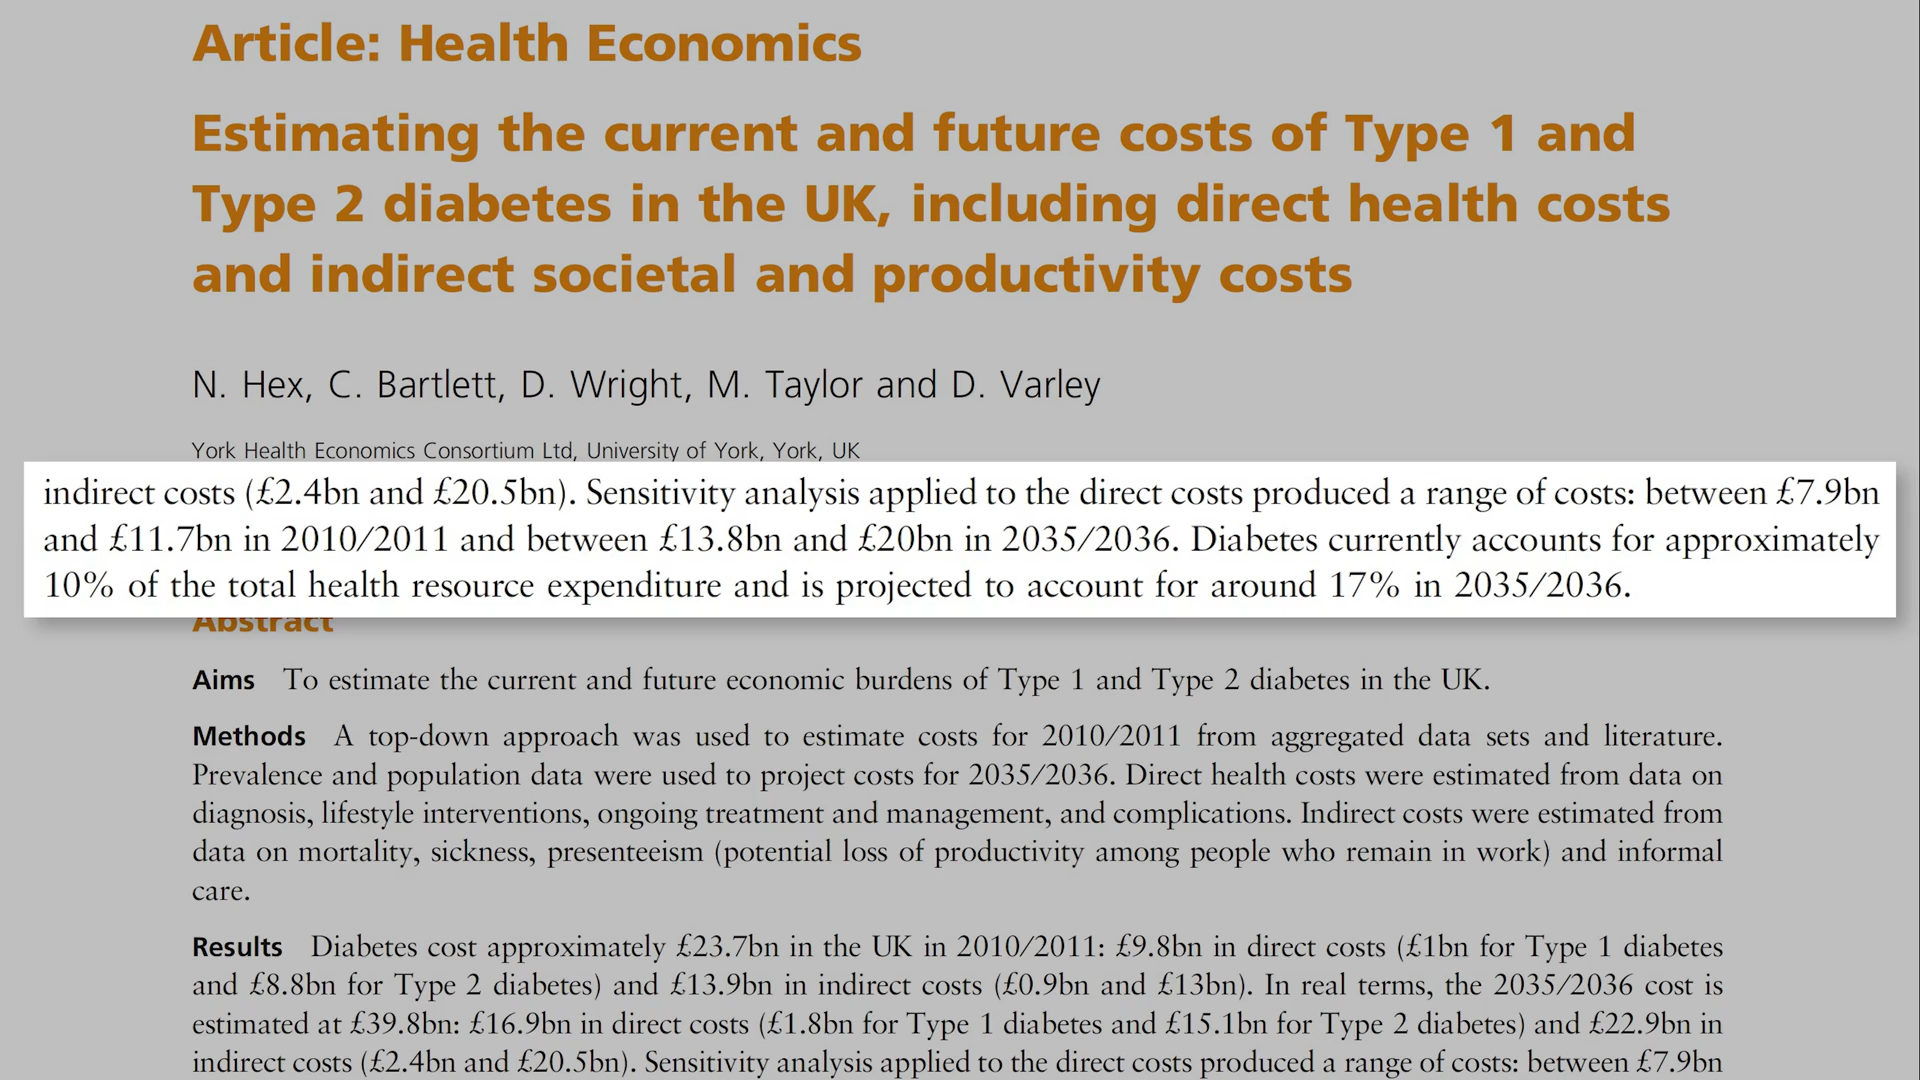 Article: Health Economics
Estimating the current and future costs of Type 1 and
Type 2 diabetes in the UK, including direct health costs
and indirect societal and productivity costs
N. Hex, C. Bartlett, D. Wright, M. Taylor and D. Varley
York Health Economics Consortium Ltd, University of York, York, UK
indirect costs (£2.4bn and £20.5bn). Sensitivity analysis applied to the direct costs produced a range of costs: between £7.9bn
and £11.7bn in 2010/2011 and between £13.8bn and £20bn in 2035/2036. Diabetes currently accounts for approximately
10% of the total health resource expenditure and is projected to account for around 17% in 2035/2036.
Abstract
Aims To estimate the current and future economic burdens of Type 1 and Type 2 diabetes in the UK.
Methods A top-down approach was used to estimate costs for 2010/2011 from aggregated data sets and literature.
Prevalence and population data were used to project costs for 2035/2036. Direct health costs were estimated from data on
diagnosis, lifestyle interventions, ongoing treatment and management, and complications. Indirect costs were estimated from
data on mortality, sickness, presenteeism (potential loss of productivity among people who remain in work) and informal
care.
Results Diabetes cost approximately £23.7bn in the UK in 2010/2011: £9.8bn in direct costs (£1bn for Type 1 diabetes
and £8.8bn for Type 2 diabetes) and £13.9bn in indirect costs (£0.9bn and £13bn). In real terms, the 2035/2036 cost is
estimated at £39.8bn: £16.9bn in direct costs (£1.8bn for Type 1 diabetes and £15.1bn for Type 2 diabetes) and £22.9bn in
indirect costs (£2.4bn and £20.5bn). Sensitivity analysis applied to the direct costs produced a range of costs: between £7.9bn